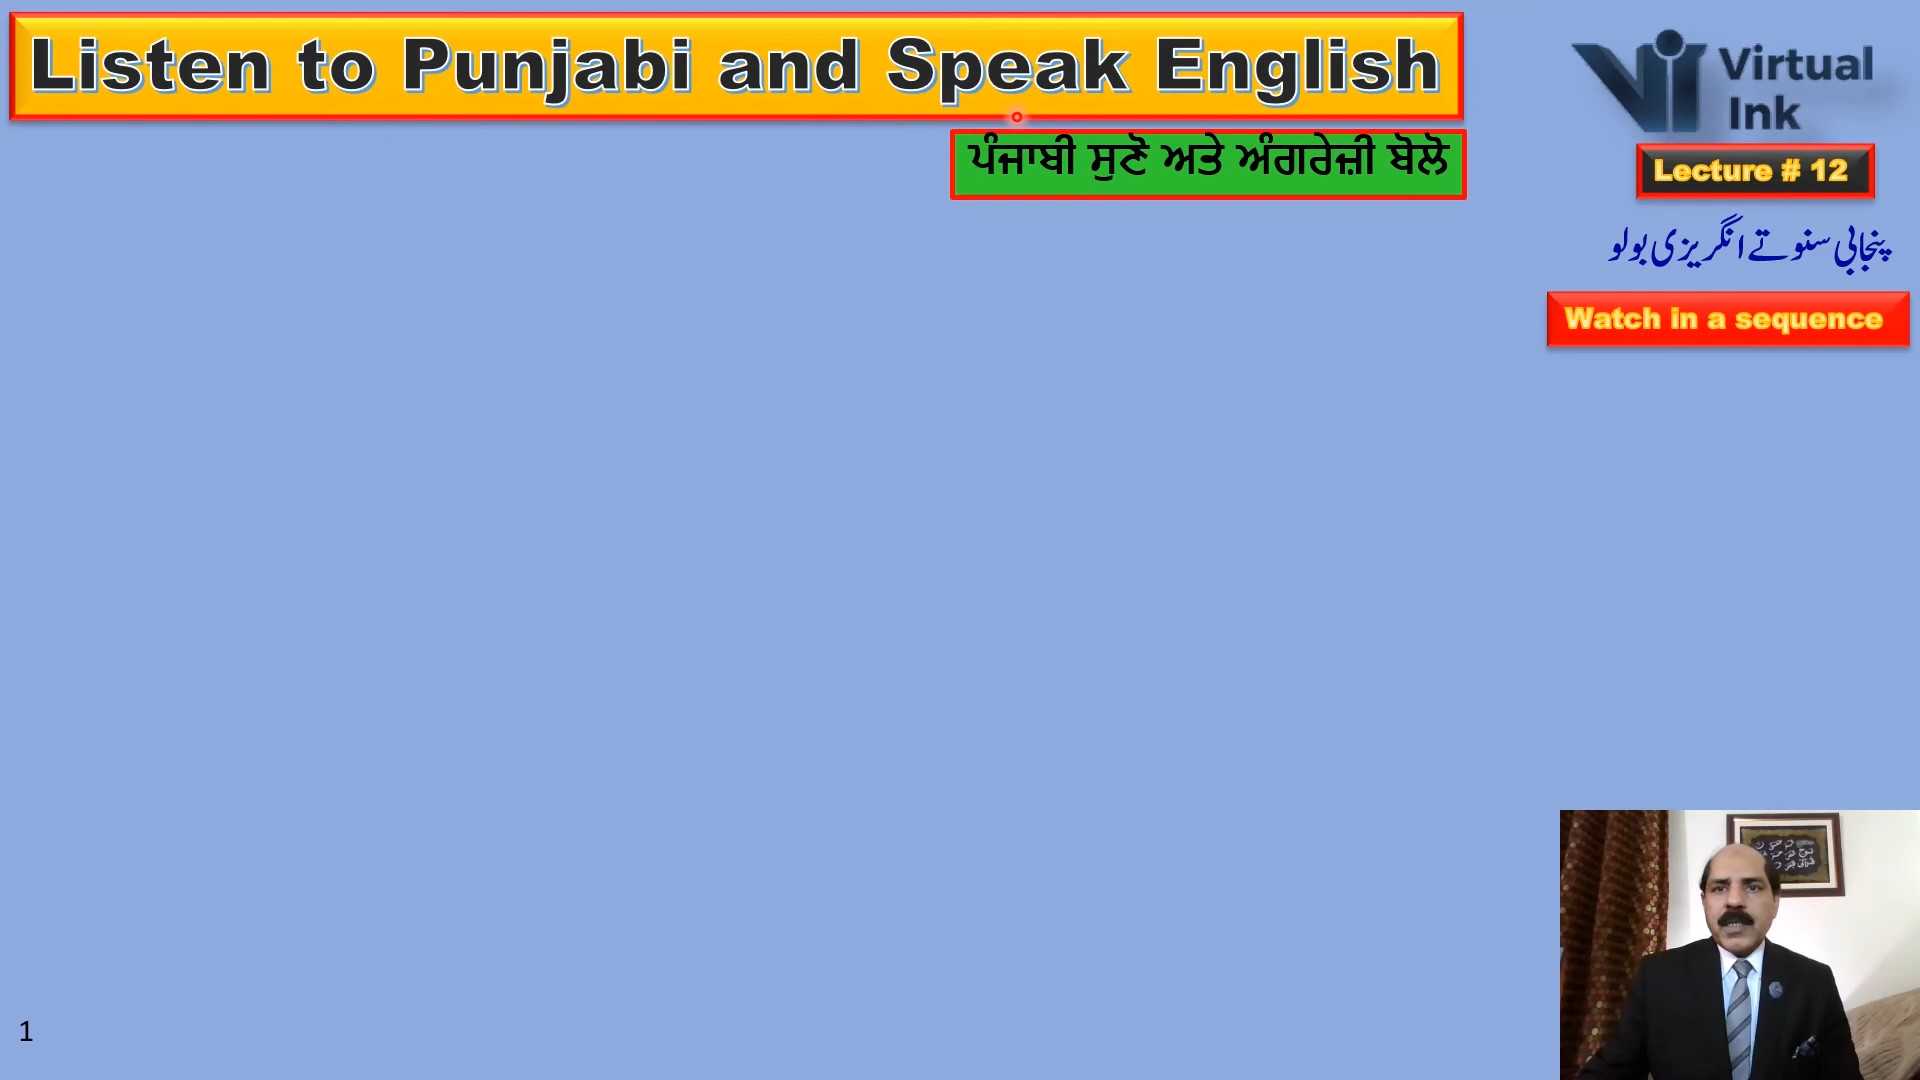 Listen to Punjabi and Speak English
ਪੰਜਾਬੀ ਸੁਣੋ ਅਤੇ ਅੰਗਰੇਜ਼ੀ ਬੋਲੋ
Virtual
Ink
Lecture # 12
پنجابی سنو تے انگریزی بولو
Watch in a sequence
1